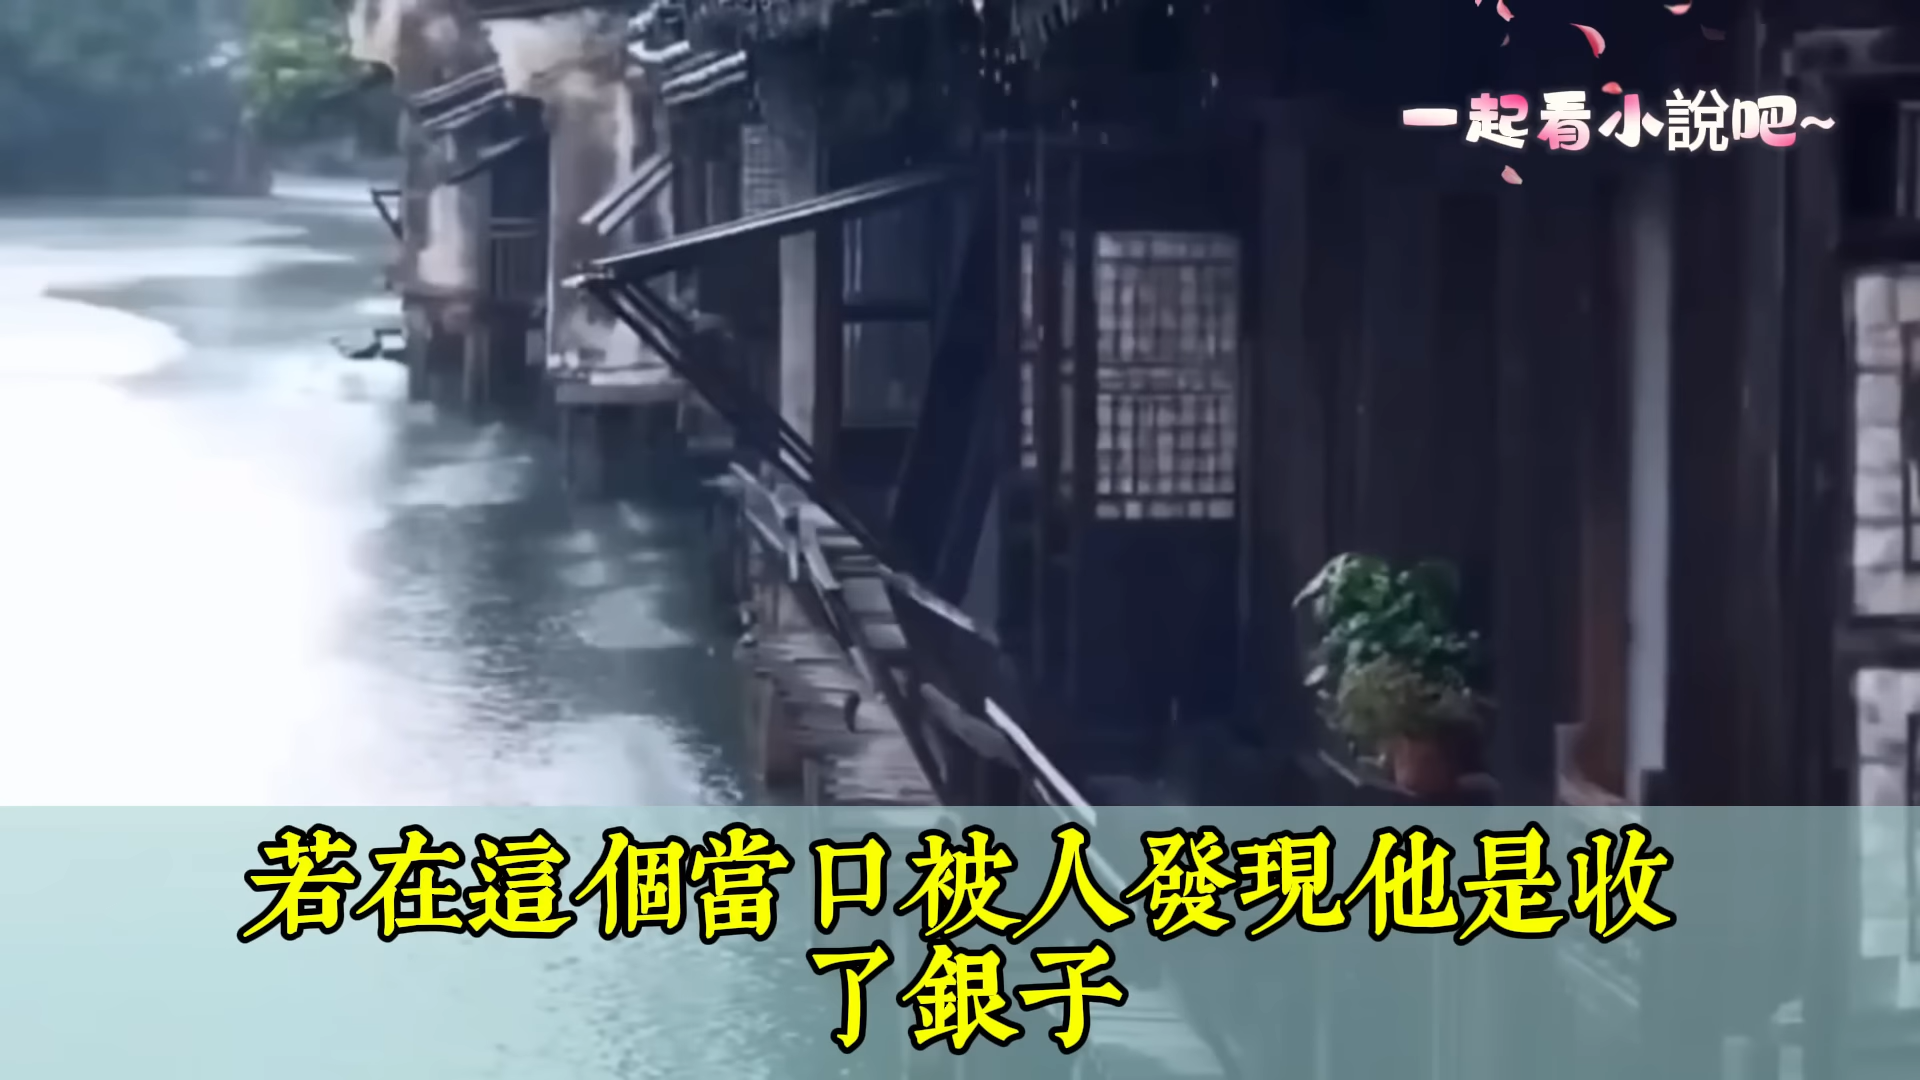 一起看小說吧~
若在這個當口被人發現他是收
了銀子